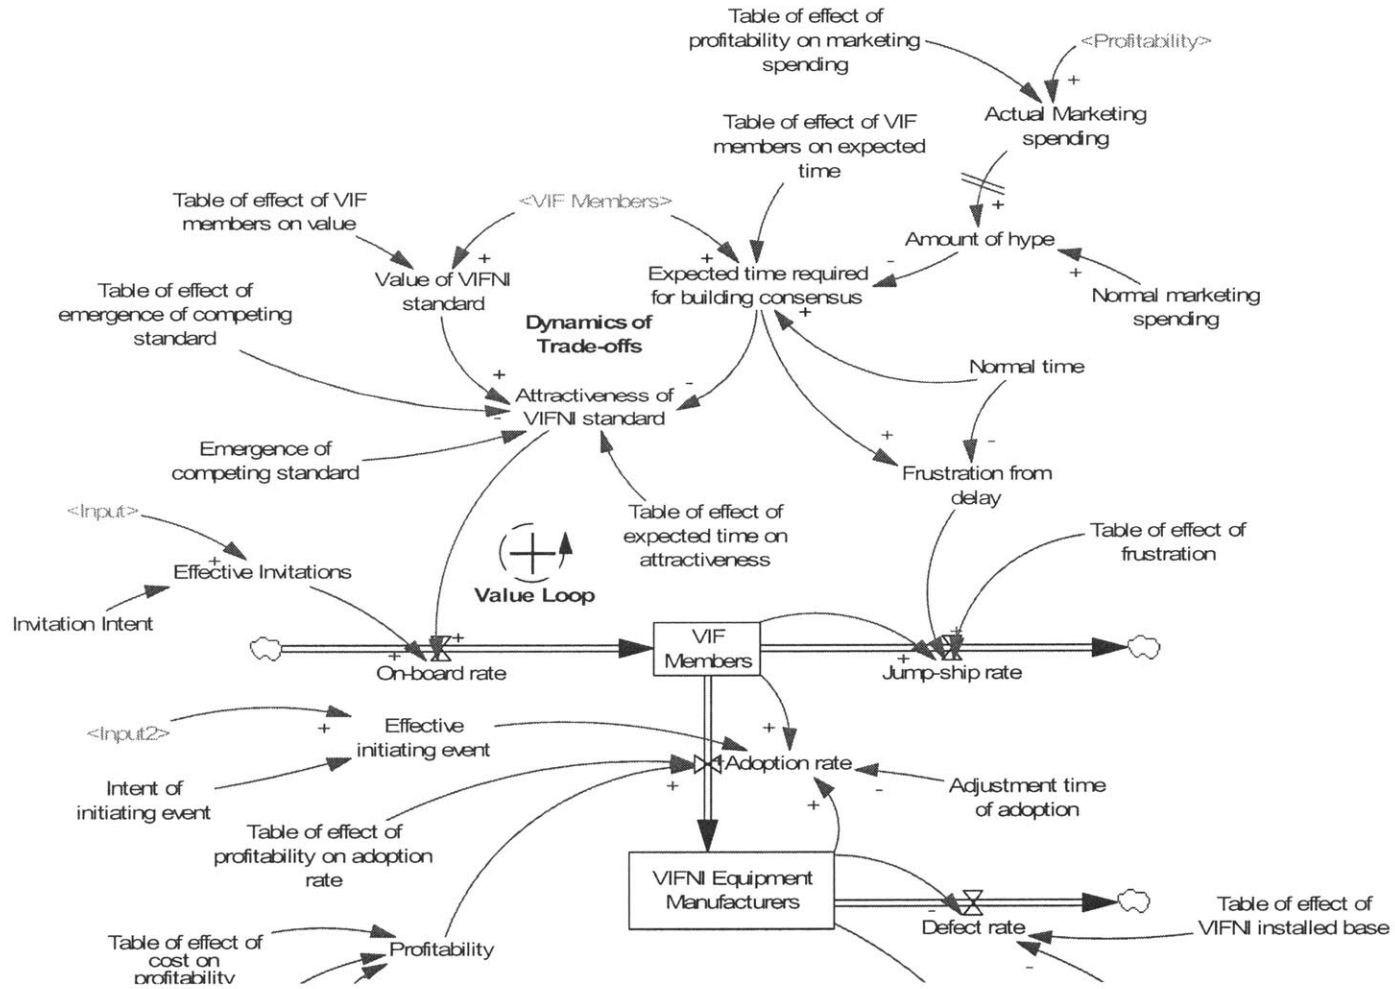 Table of effect of
profitability on marketing
spending
<Profitability>
+
Actual Marketing
spending
Table of effect of VIF
members on expected
time
+
Table of effect of VIF
members on value
<VIF Members>
Amount of hype
+
+
-
+
Value of VIFNI
standard
Expected time required
for building consensus
Normal marketing
spending
+
Table of effect of
emergence of competing
standard
Dynamics of
Trade-offs
Normal time
+
-
-
Attractiveness of
VIFNI standard
Emergence of
competing standard
+
-
Frustration from
delay
<Input>
Table of effect of
expected time on
attractiveness
Table of effect of
frustration
+
Effective Invitations
Value Loop
Invitation Intent
VIF
Members
+
+
+
+
On-board rate
Jump-ship rate
<Input2>
+
Effective
initiating event
+
+
Adoption rate
Intent of
initiating event
+
+
-
Adjustment time
of adoption
Table of effect of
profitability on adoption
rate
VIFNI Equipment
Manufacturers
-
Defect rate
Table of effect of
VIFNI installed base
-
Table of effect of
cost on
profitability
Profitability